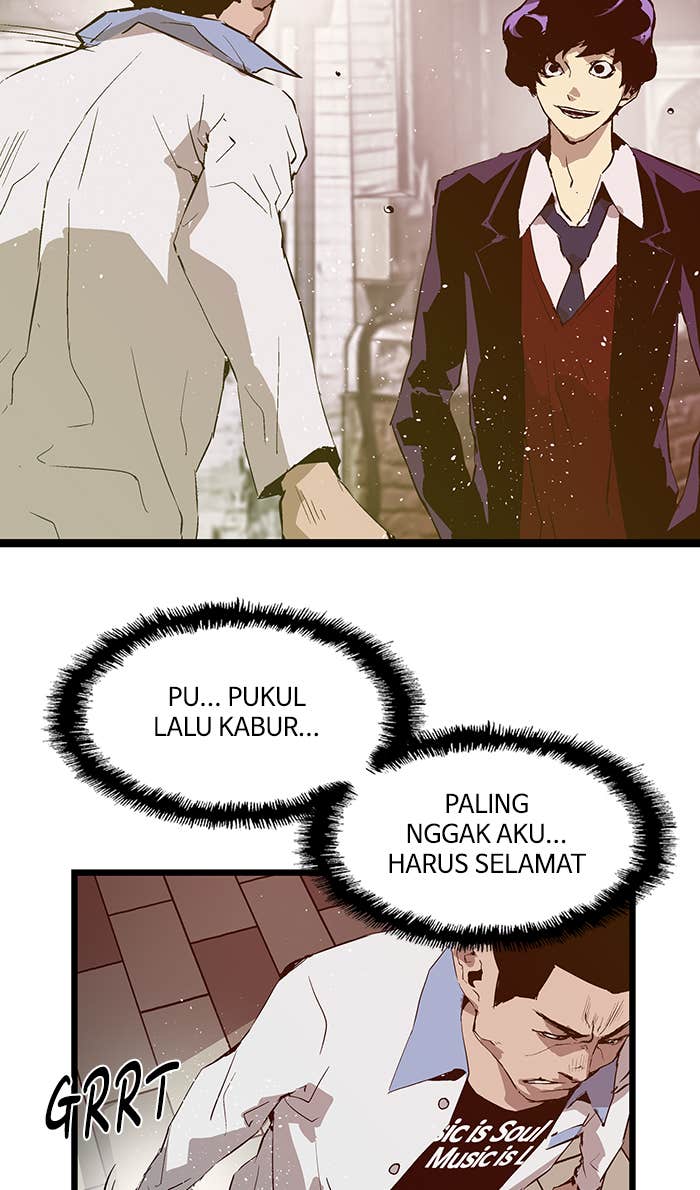 PU... PUKUL
LALU KABUR...
PALING
NGGAK AKU...
HARUS SELAMAT
GRRT
sic is Soul
Music is L